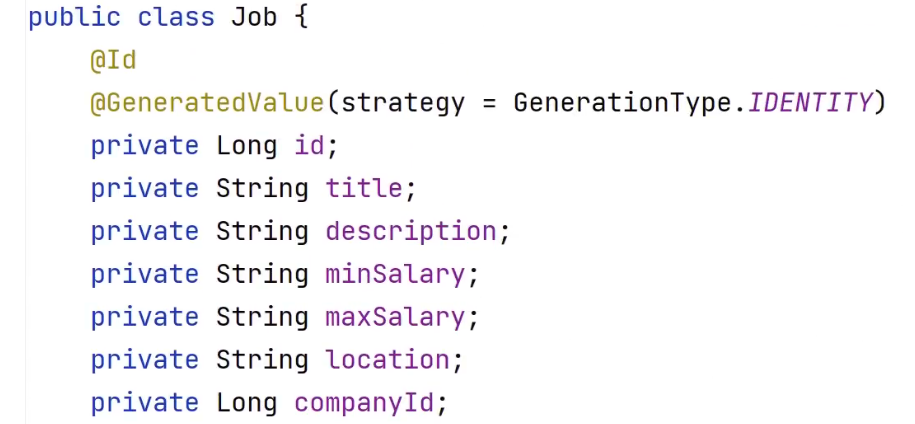 public class Job {
@Id
@GeneratedValue(strategy = GenerationType.IDENTITY)
private Long id;
private String title;
private String description;
private String minSalary;
private String maxSalary;
private String location;
private Long companyId;